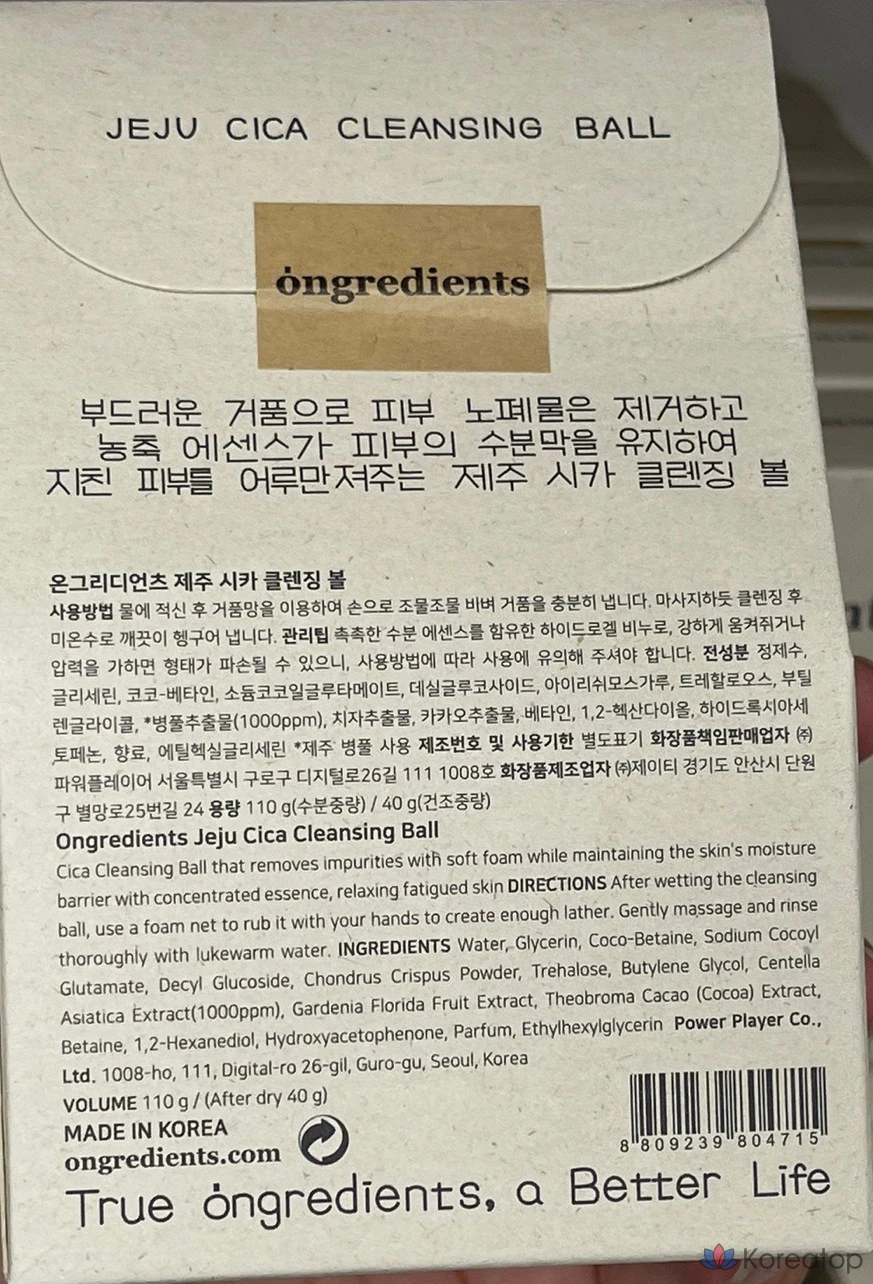 JEJU CICA CLEANSING BALL
ongredients
부드러운 거품으로 피부 노폐물은 제거하고
농축 에센스가 피부의 수분막을 유지하여
지친 피부를 어루만져주는 제주 시카 클렌징 볼
온그리디언츠 제주 시카 클렌징 볼
사용방법 물에 적신 후 거품망을 이용하여 손으로 조물조물 비벼 거품을 충분히 냅니다. 마사지하듯 클렌징 후
미온수로 깨끗이 헹구어 냅니다. 관리팁 촉촉한 수분 에센스를 함유한 하이드로겔 비누로, 강하게 움켜쥐거나
압력을 가하면 형태가 파손될 수 있으니, 사용방법에 따라 사용에 유의해 주셔야 합니다. 전성분 정제수,
글리세린, 코코-베타인, 소듐코코일글루타메이트, 데실글루코사이드, 아이리쉬모스가루, 트레할로오스, 부틸
렌글라이콜, *병풀추출물(1000ppm), 치자추출물, 카카오추출물, 베타인, 1,2-헥산다이올, 하이드록시아세
토페논, 향료, 에틸헥실글리세린 *제주 병풀 사용 제조번호 및 사용기한 별도표기 화장품책임판매업자 ㈜
파워플레이어 서울특별시 구로구 디지털로26길 111 1008호 화장품제조업자 ㈜제이티 경기도 안산시 단원
구 별망로25번길 24 용량 110 g(수분중량) / 40 g(건조중량)
Ongredients Jeju Cica Cleansing Ball
Cica Cleansing Ball that removes impurities with soft foam while maintaining the skin's moisture
barrier with concentrated essence, relaxing fatigued skin DIRECTIONS After wetting the cleansing
ball, use a foam net to rub it with your hands to create enough lather. Gently massage and rinse
thoroughly with lukewarm water. INGREDIENTS Water, Glycerin, Coco-Betaine, Sodium Cocoyl
Glutamate, Decyl Glucoside, Chondrus Crispus Powder, Trehalose, Butylene Glycol, Centella
Asiatica Extract(1000ppm), Gardenia Florida Fruit Extract, Theobroma Cacao (Cocoa) Extract,
Betaine, 1,2-Hexanediol, Hydroxyacetophenone, Parfum, Ethylhexylglycerin Power Player Co.,
Ltd. 1008-ho, 111, Digital-ro 26-gil, Guro-gu, Seoul, Korea
VOLUME 110 g / (After dry 40 g)
MADE IN KOREA
ongredients.com
8 809239 804715
True ongredients, a Better Life
Koreatop